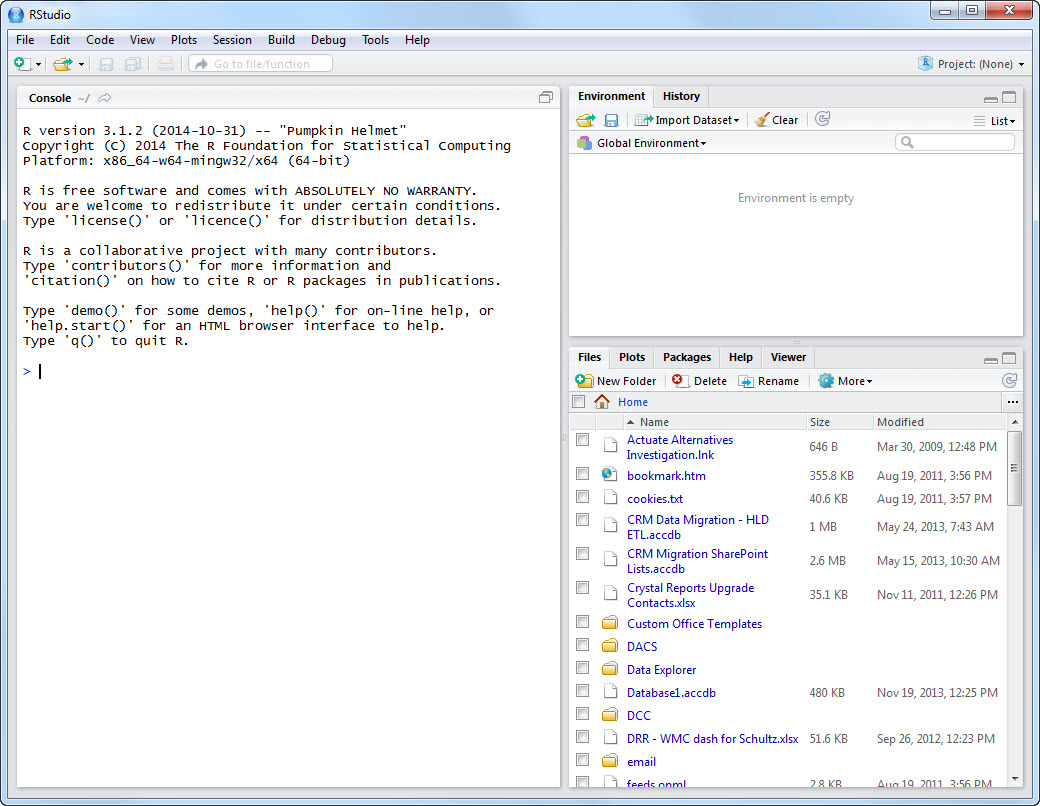 RStudio
File Edit Code View Plots Session Build Debug Tools Help
Go to file/function
Project: (None)
Console ~/
R version 3.1.2 (2014-10-31) -- "Pumpkin Helmet"
Copyright (C) 2014 The R Foundation for Statistical Computing
Platform: x86_64-w64-mingw32/x64 (64-bit)
R is free software and comes with ABSOLUTELY NO WARRANTY.
You are welcome to redistribute it under certain conditions.
Type 'license()' or 'licence()' for distribution details.
R is a collaborative project with many contributors.
Type 'contributors()' for more information and
'citation()' on how to cite R or R packages in publications.
Type 'demo()' for some demos, 'help()' for on-line help, or
'help.start()' for an HTML browser interface to help.
Type 'q()' to quit R.
>
Environment History
Import Dataset Clear List
Global Environment
Environment is empty
Files Plots Packages Help Viewer
New Folder Delete Rename More
Home ...
Name Size Modified
Actuate Alternatives
Investigation.lnk 646 B Mar 30, 2009, 12:48 PM
bookmark.htm 355.8 KB Aug 19, 2011, 3:56 PM
cookies.txt 40.6 KB Aug 19, 2011, 3:57 PM
CRM Data Migration - HLD
ETL.accdb 1 MB May 24, 2013, 7:43 AM
CRM Migration SharePoint
Lists.accdb 2.6 MB May 15, 2013, 10:30 AM
Crystal Reports Upgrade
Contacts.xlsx 35.1 KB Nov 11, 2011, 12:26 PM
Custom Office Templates
DACS
Data Explorer
Database1.accdb 480 KB Nov 19, 2013, 12:25 PM
DCC
DRR - WMC dash for Schultz.xlsx 51.6 KB Sep 26, 2012, 12:23 PM
email
feeds.opml 2.8 KB Aug 19, 2011, 3:56 PM